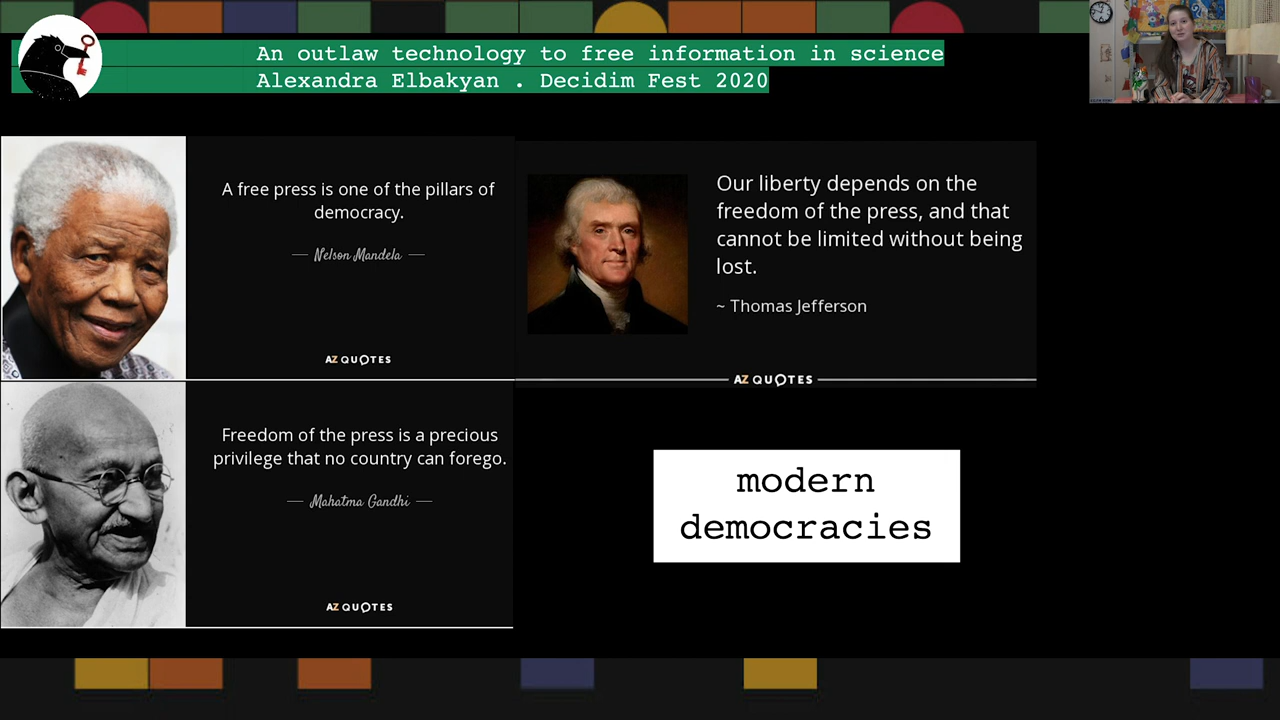 An outlaw technology to free information in science
Alexandra Elbakyan . Decidim Fest 2020
A free press is one of the pillars of
democracy.
Nelson Mandela
AZ QUOTES
Our liberty depends on the
freedom of the press, and that
cannot be limited without being
lost.
~ Thomas Jefferson
AZ QUOTES
Freedom of the press is a precious
privilege that no country can forego.
Mahatma Gandhi
AZ QUOTES
modern
democracies